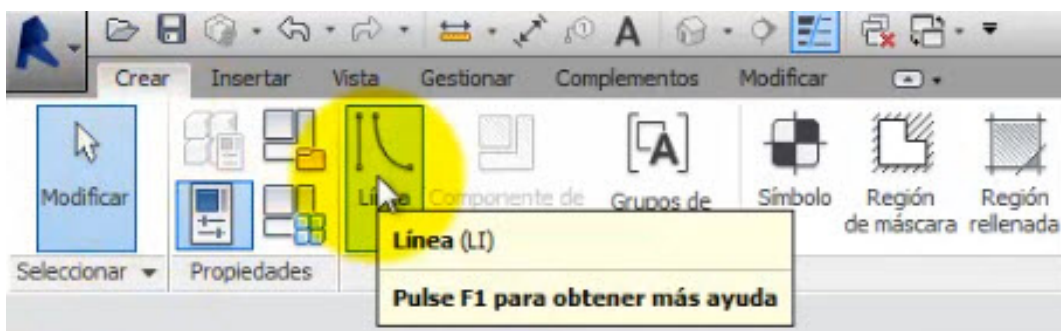 Crear Insertar Vista Gestionar Complementos Modificar
Modificar
Línea
Componente de
Grupos de
Símbolo
Región
de máscara
Región
rellenada
Línea (LI)
Pulse F1 para obtener más ayuda
Seleccionar Propiedades